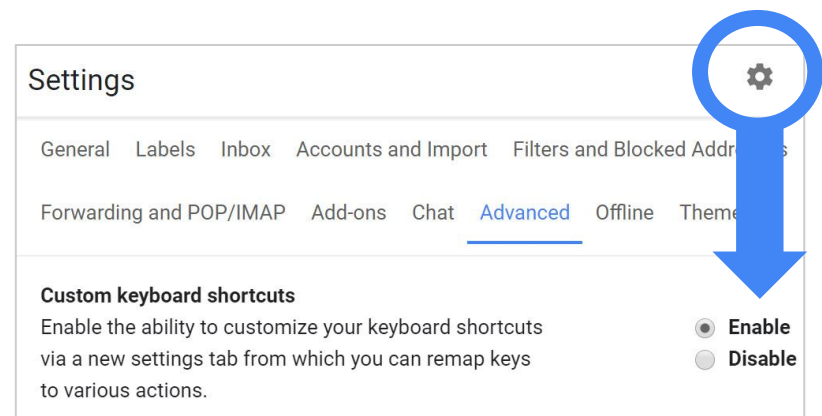 Settings
General Labels Inbox Accounts and Import Filters and Blocked
Forwarding and POP/IMAP Add-ons Chat Advanced Offline
Custom keyboard shortcuts
Enable the ability to customize your keyboard shortcuts
via a new settings tab from which you can remap keys
to various actions.
Enable
Disable